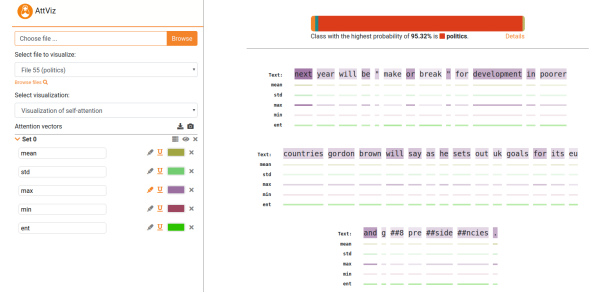 AttViz
Choose file ...
Browse
Select file to visualize:
File 55 (politics)
Browse files
Select visualization:
Visualization of self-attention
Attention vectors
Set 0
mean
U
std
U
max
U
min
U
ent
U
Class with the highest probability of 95.32% is politics.
Details
Text: next year will be " make or break " for development in poorer
mean
std
max
min
ent
Text: countries gordon brown will say as he sets out uk goals for its eu
mean
std
max
min
ent
Text: and g ##8 pre ##side ##ncies .
mean
std
max
min
ent